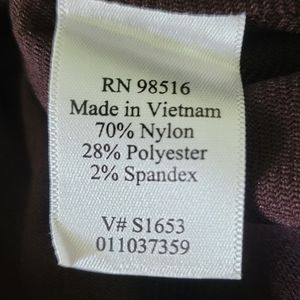 RN 98516
Made in Vietnam
70% Nylon
28% Polyester
2% Spandex
V# S1653
011037359